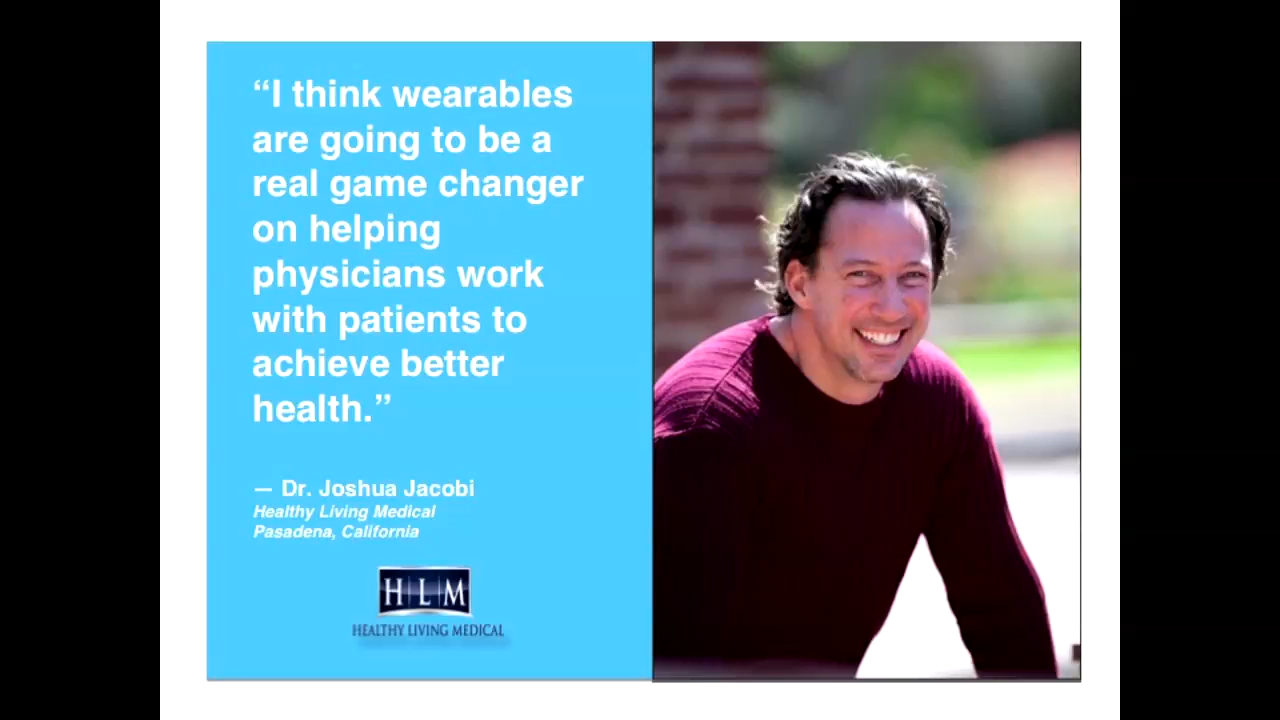 “I think wearables
are going to be a
real game changer
on helping
physicians work
with patients to
achieve better
health.”
— Dr. Joshua Jacobi
Healthy Living Medical
Pasadena, California
HLM
HEALTHY LIVING MEDICAL